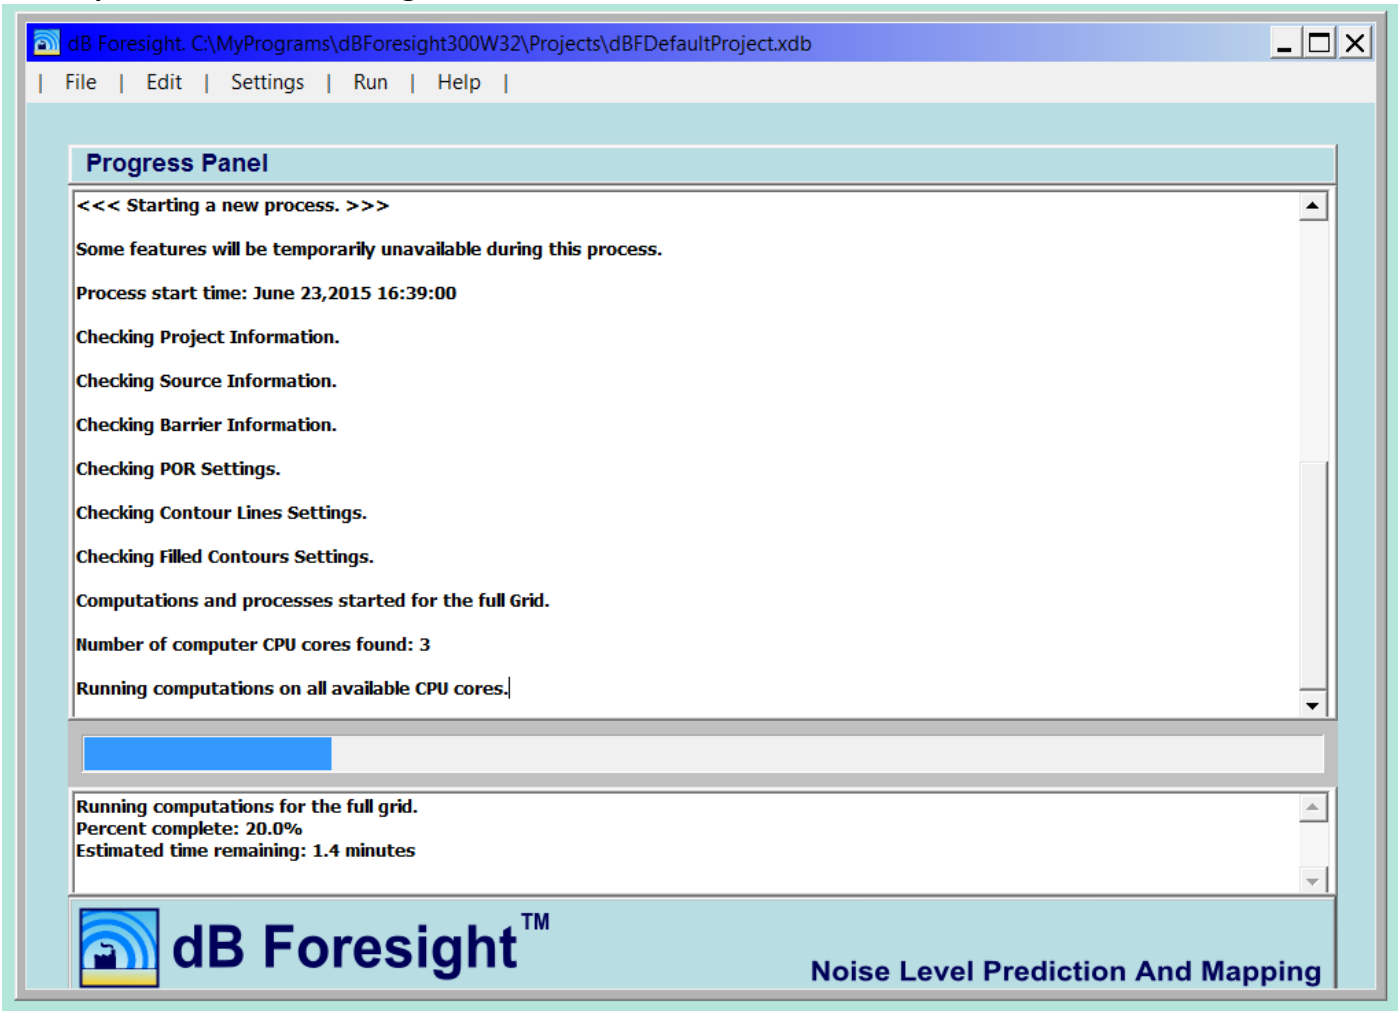 dB Foresight. C:\MyPrograms\dBForesight300W32\Projects\dBFDefaultProject.xdb
| File | Edit | Settings | Run | Help |
Progress Panel
<<< Starting a new process. >>>
Some features will be temporarily unavailable during this process.
Process start time: June 23,2015 16:39:00
Checking Project Information.
Checking Source Information.
Checking Barrier Information.
Checking POR Settings.
Checking Contour Lines Settings.
Checking Filled Contours Settings.
Computations and processes started for the full Grid.
Number of computer CPU cores found: 3
Running computations on all available CPU cores.
Running computations for the full grid.
Percent complete: 20.0%
Estimated time remaining: 1.4 minutes
dB Foresight™
Noise Level Prediction And Mapping